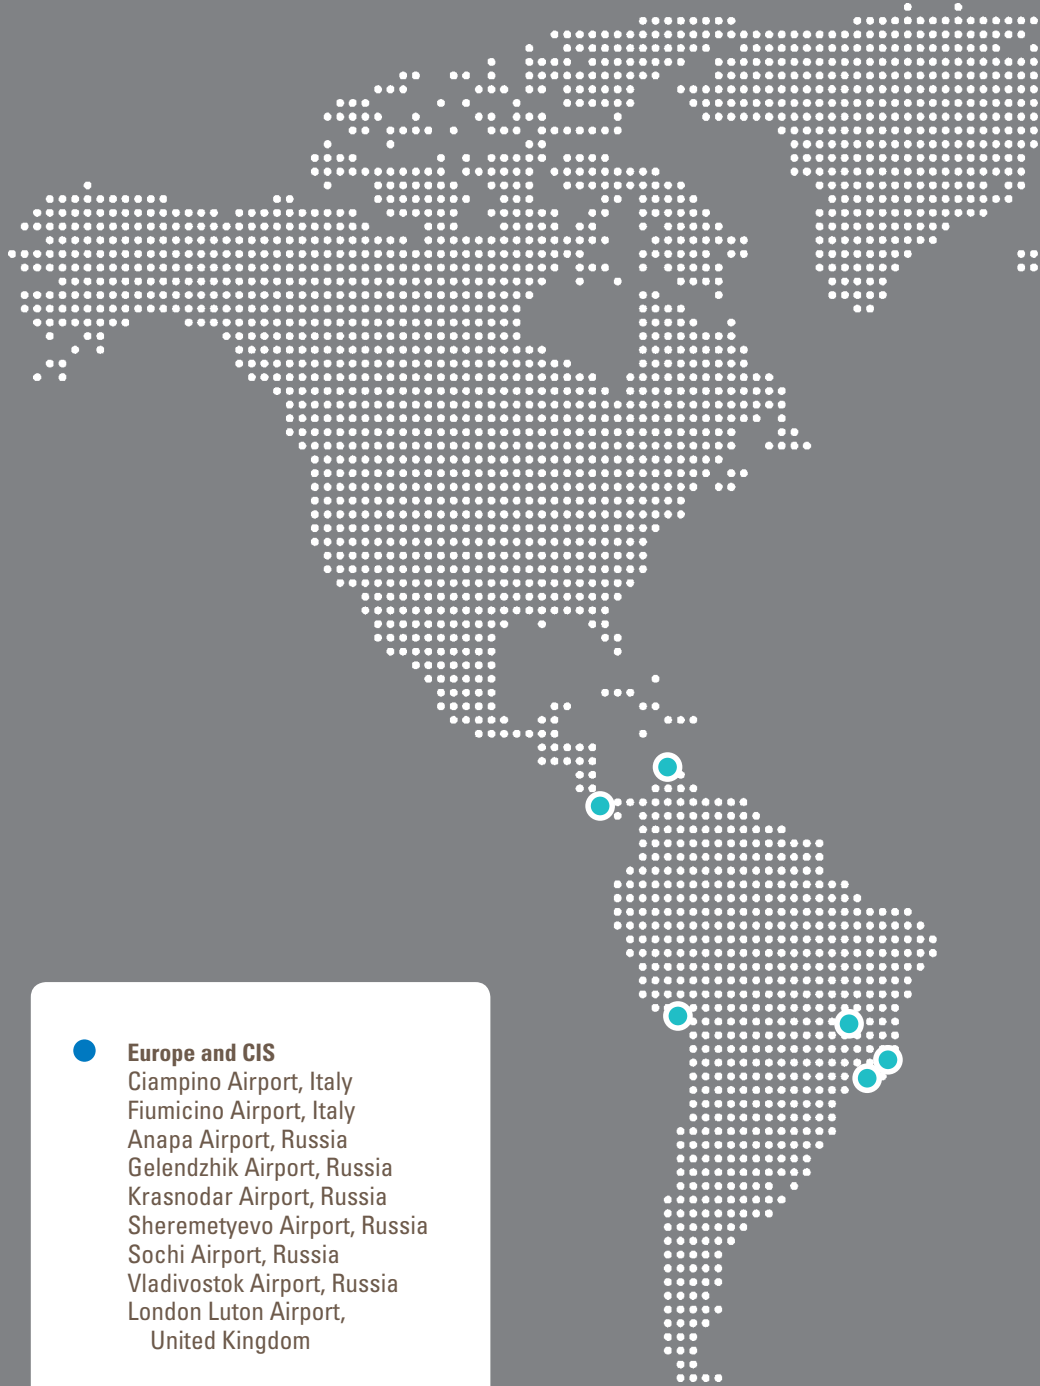 Europe and CIS
Ciampino Airport, Italy
Fiumicino Airport, Italy
Anapa Airport, Russia
Gelendzhik Airport, Russia
Krasnodar Airport, Russia
Sheremetyevo Airport, Russia
Sochi Airport, Russia
Vladivostok Airport, Russia
London Luton Airport,
United Kingdom